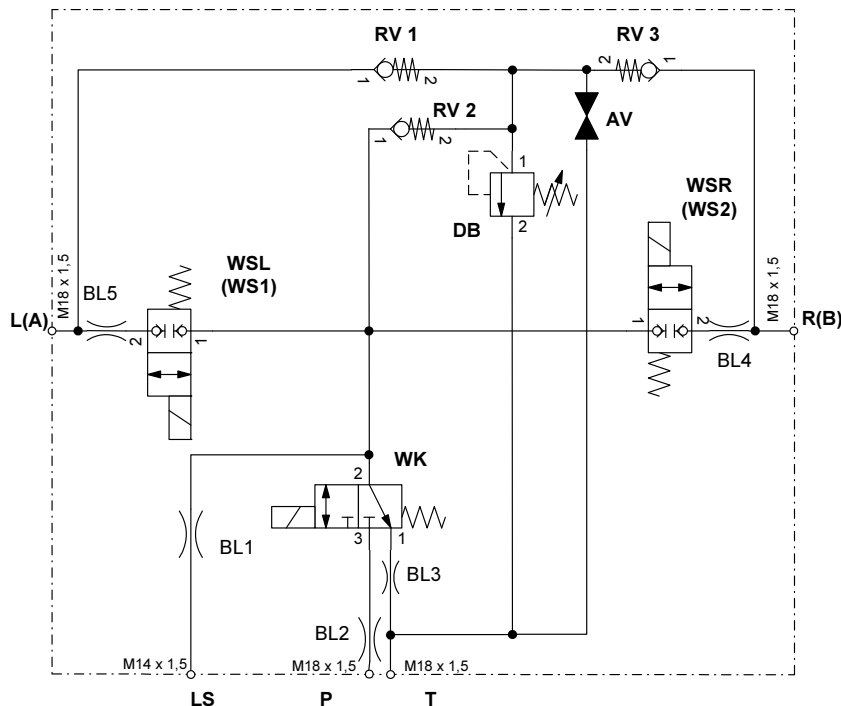 RV 1
RV 3
2
1
1
2
RV 2
1
2
AV
1
DB
2
WSR
(WS2)
WSL
(WS1)
M18 x 1,5
BL5
L(A)
2
1
1
2
BL4
M18 x 1,5
R(B)
WK
2
3
1
BL1
BL3
BL2
M14 x 1,5
M18 x 1,5
M18 x 1,5
LS
P
T